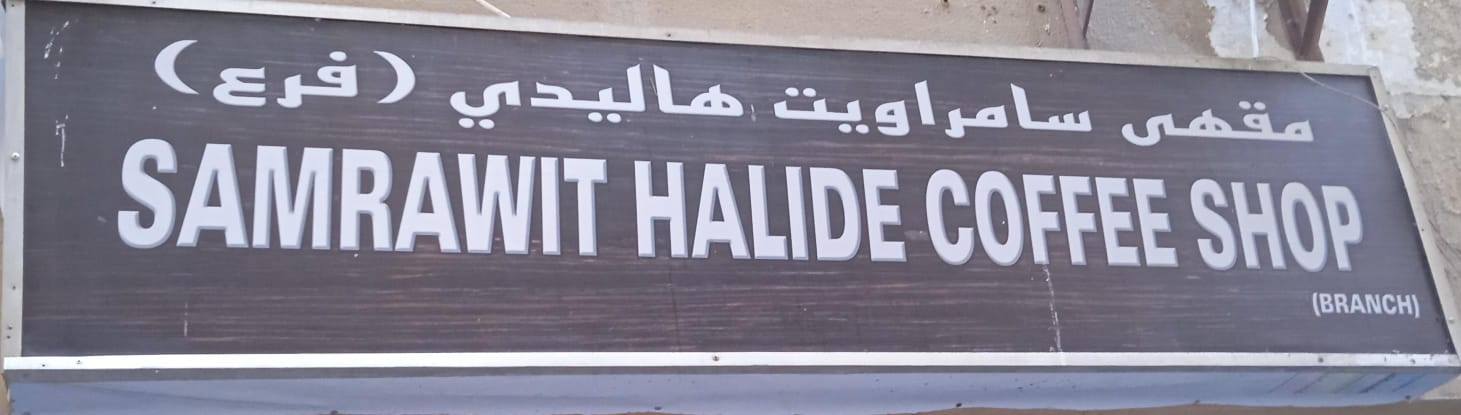 مقهى سامراويت هاليدي (فرع)
SAMRAWIT HALIDE COFFEE SHOP
(BRANCH)